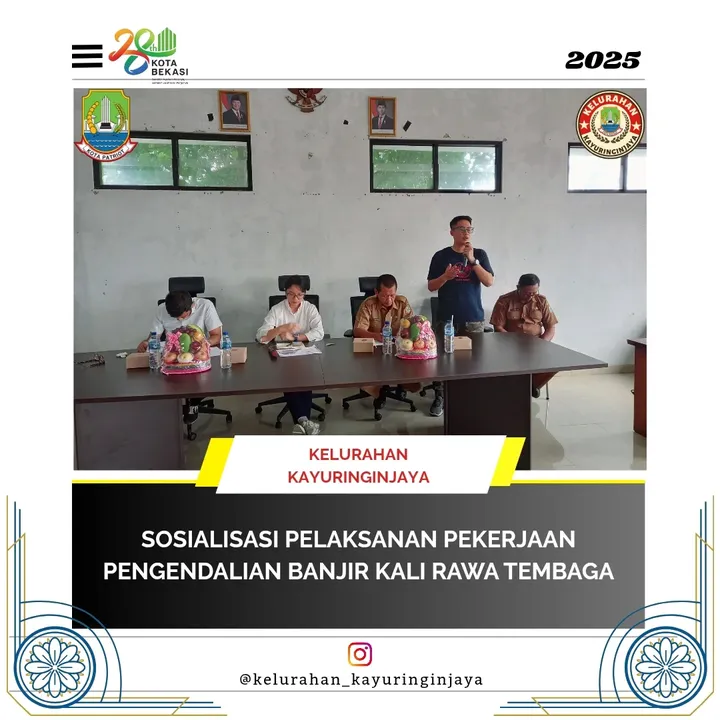 28th
KOTA
BEKASI
2025
KOTA PATRIOT
KELURAHAN
KAYURINGINJAYA
KELURAHAN
KAYURINGINJAYA
SOSIALISASI PELAKSANAN PEKERJAAN
PENGENDALIAN BANJIR KALI RAWA TEMBAGA
@kelurahan_kayuringinjaya